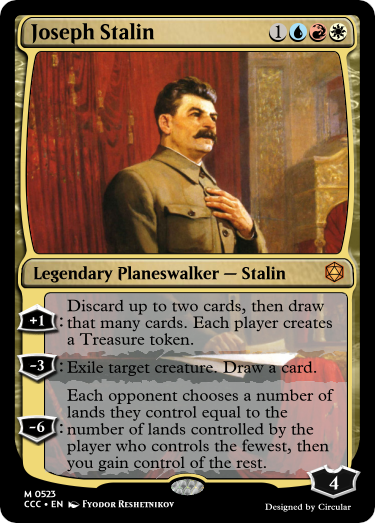 Joseph Stalin 1
Legendary Planeswalker — Stalin
+1: Discard up to two cards, then draw
that many cards. Each player creates
a Treasure token.
-3: Exile target creature. Draw a card.
Each opponent chooses a number of
lands they control equal to the
-6: number of lands controlled by the
player who controls the fewest, then
you gain control of the rest.
4
M 0523
CCC • EN Fyodor Reshetnikov
Designed by Circular